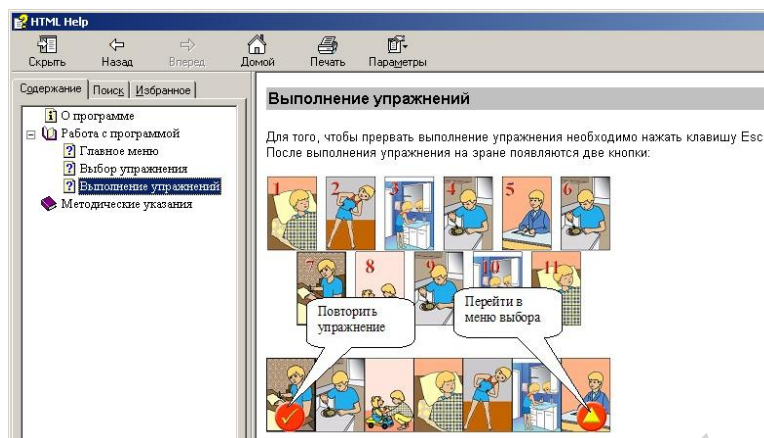 HTML Help
Скрыть Назад Вперед Домой Печать Параметры
Содержание Поиск Избранное
О программе
Работа с программой
Главное меню
Выбор упражнения
Выполнение упражнений
Методические указания
Выполнение упражнений
Для того, чтобы прервать выполнение упражнения необходимо нажать клавишу Esc
После выполнения упражнения на эране появляются две кнопки:
1 2 3 4 5 6
7 8 9 10 11
Повторить
упражнение
Перейти в
меню выбора